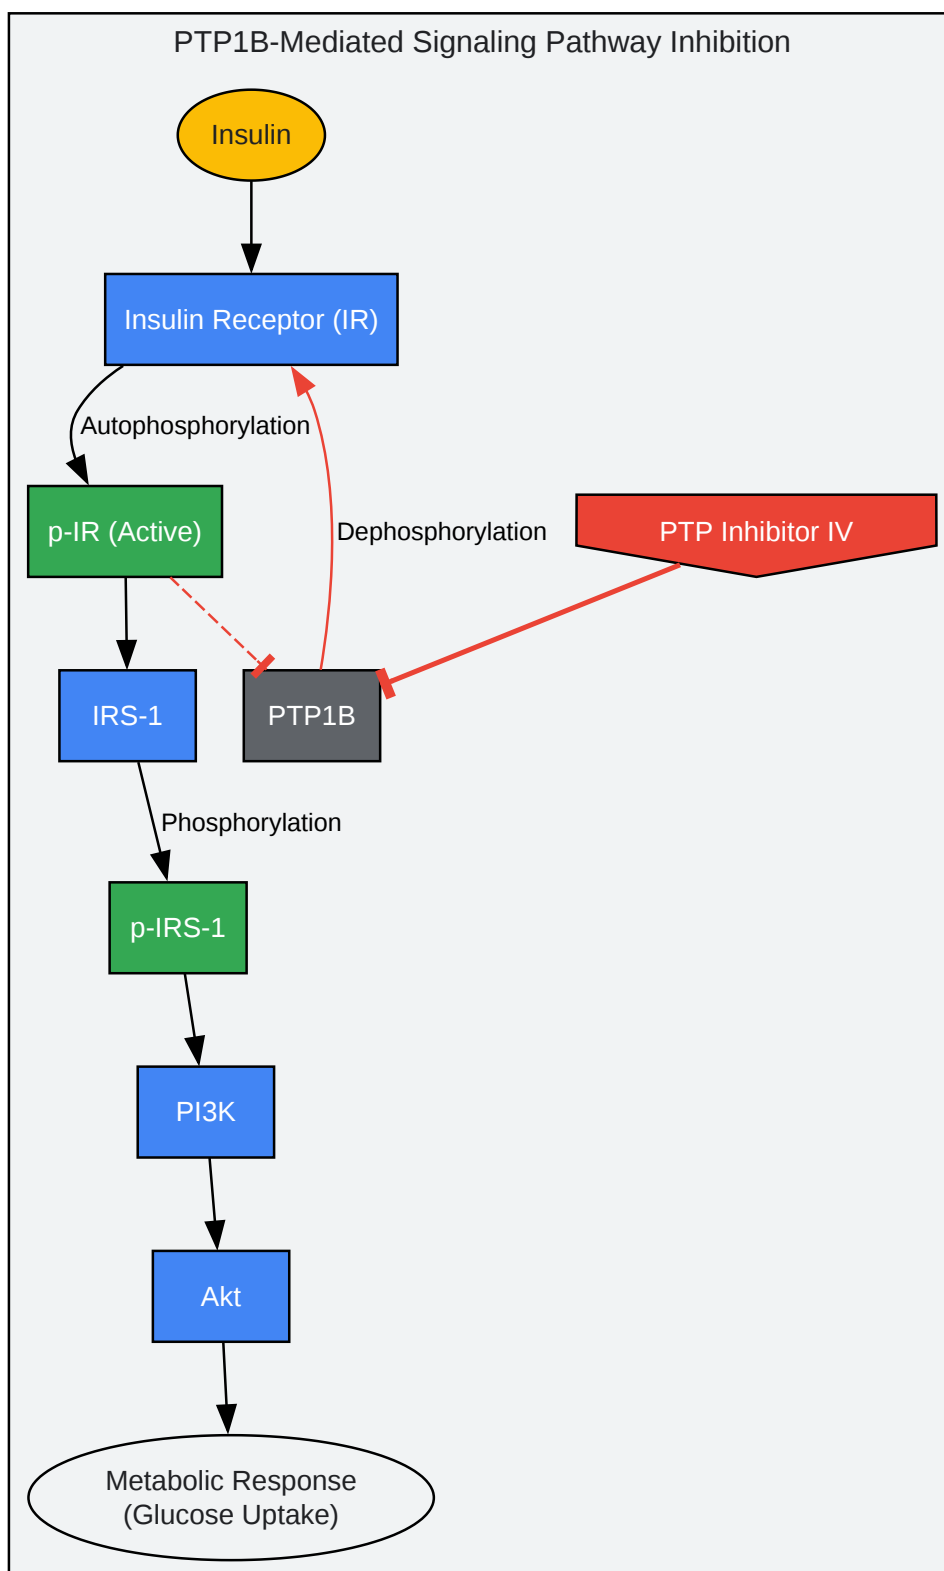 PTP1B-Mediated Signaling Pathway Inhibition
Insulin
Insulin Receptor (IR)
Autophosphorylation
p-IR (Active)
Dephosphorylation
PTP Inhibitor IV
IRS-1
PTP1B
Phosphorylation
p-IRS-1
PI3K
Akt
Metabolic Response
(Glucose Uptake)